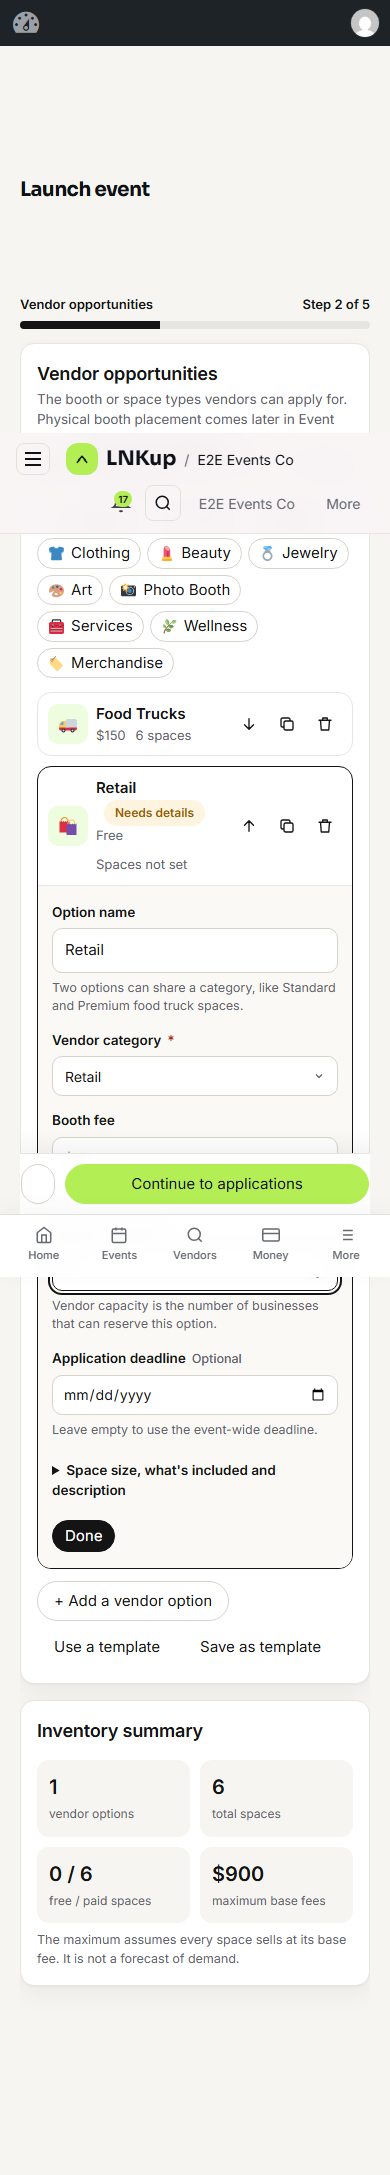 Launch event
Vendor opportunities
Step 2 of 5
Vendor opportunities
The booth or space types vendors can apply for.
Physical booth placement comes later in Event
LNKup / E2E Events Co
17
E2E Events Co
More
Clothing
Beauty
Jewelry
Art
Photo Booth
Services
Wellness
Merchandise
Food Trucks
$150 6 spaces
Retail
Needs details
Free
Spaces not set
Option name
Retail
Two options can share a category, like Standard
and Premium food truck spaces.
Vendor category *
Retail
Booth fee
Continue to applications
Home
Events
Vendors
Money
More
Vendor capacity is the number of businesses
that can reserve this option.
Application deadline Optional
mm/dd/yyyy
Leave empty to use the event-wide deadline.
Space size, what's included and
description
Done
+ Add a vendor option
Use a template
Save as template
Inventory summary
1
vendor options
6
total spaces
0 / 6
free / paid spaces
$900
maximum base fees
The maximum assumes every space sells at its base
fee. It is not a forecast of demand.